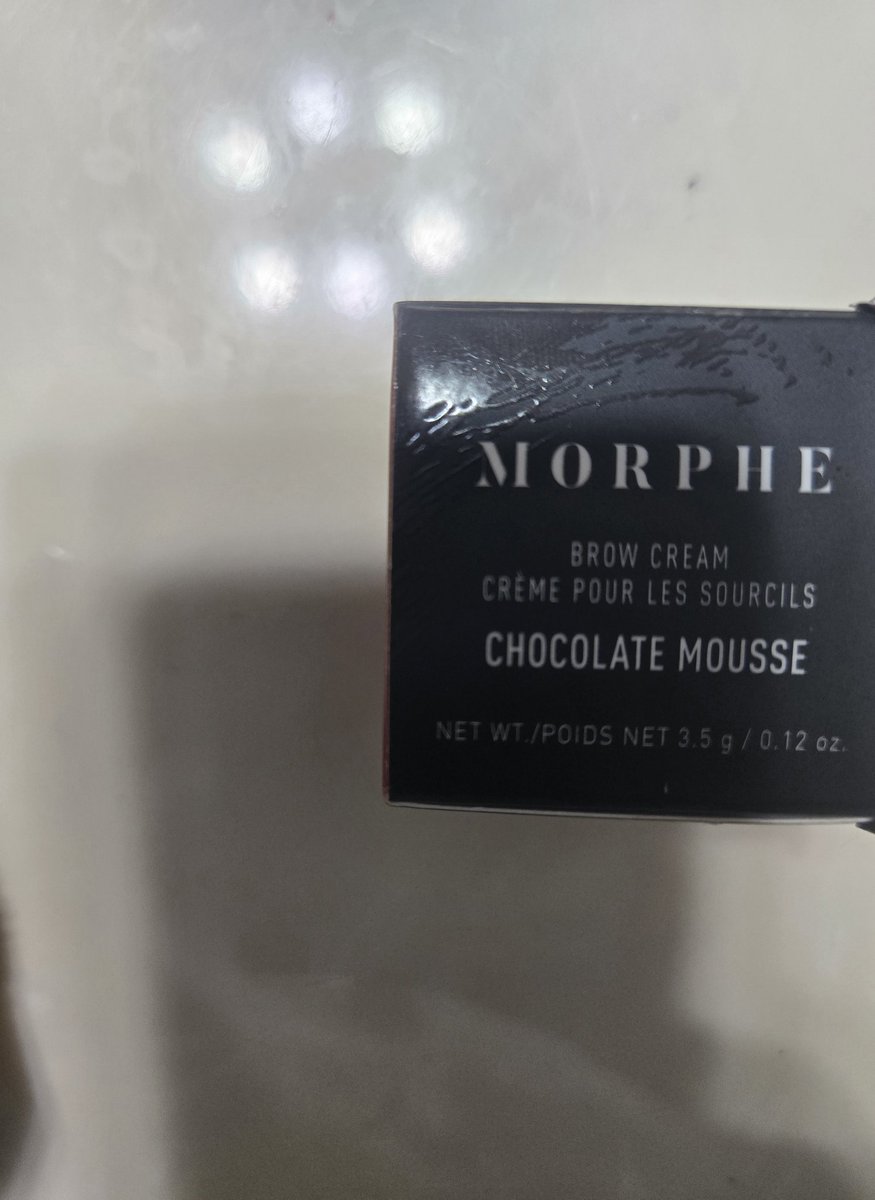 MORPHE
BROW CREAM
CRÈME POUR LES SOURCILS
CHOCOLATE MOUSSE
NET WT./POIDS NET 3.5 g / 0.12 oz.